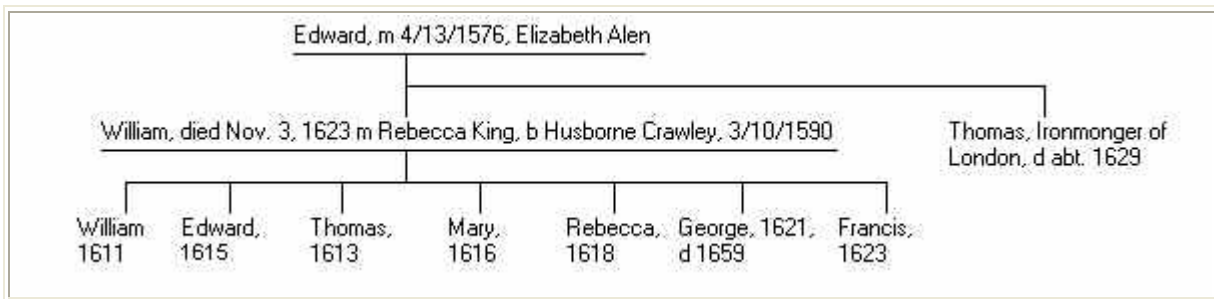 Edward, m 4/13/1576, Elizabeth Alen
William, died Nov. 3, 1623 m Rebecca King, b Husborne Crawley, 3/10/1590
Thomas, Ironmonger of
London, d abt. 1629
William
1611
Edward,
1615
Thomas,
1613
Mary,
1616
Rebecca,
1618
George, 1621,
d 1659
Francis,
1623